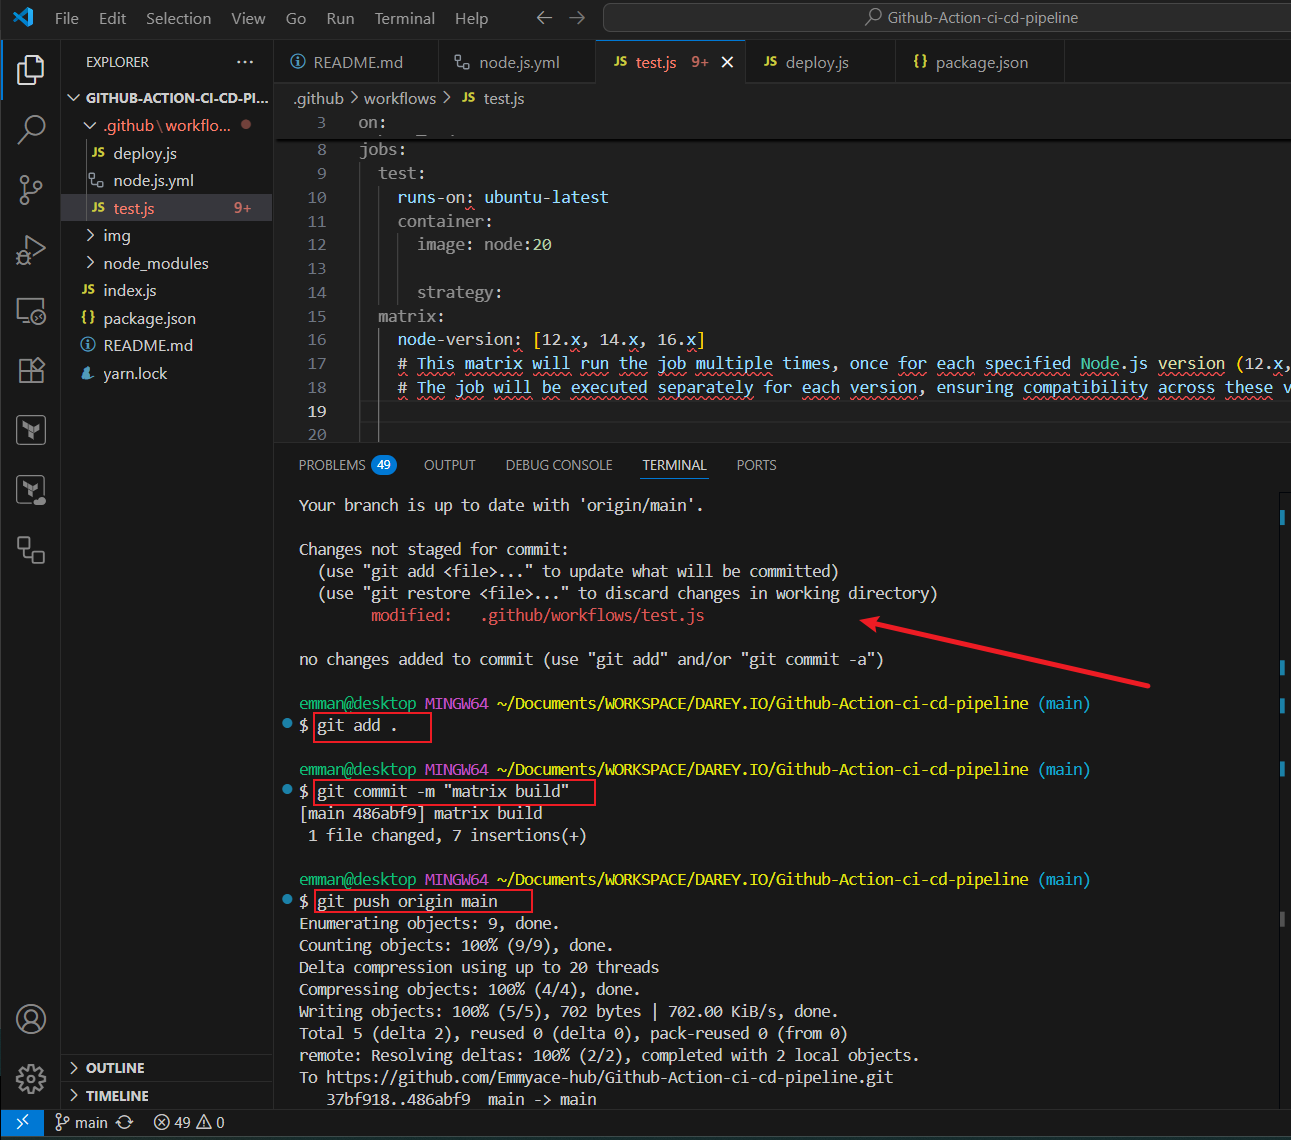 File Edit Selection View Go Run Terminal Help
Github-Action-ci-cd-pipeline
EXPLORER
GITHUB-ACTION-CI-CD-PI...
.github\workflo...
JS deploy.js
node.js.yml
JS test.js 9+
img
node_modules
JS index.js
{} package.json
README.md
yarn.lock
OUTLINE
TIMELINE
README.md
node.js.yml
JS test.js 9+
JS deploy.js
{} package.json
.github > workflows > JS test.js
3 on:
8 jobs:
9 test:
10 runs-on: ubuntu-latest
11 container:
12 image: node:20
13
14 strategy:
15 matrix:
16 node-version: [12.x, 14.x, 16.x]
17 # This matrix will run the job multiple times, once for each specified Node.js version (12.x,
18 # The job will be executed separately for each version, ensuring compatibility across these v
19
20
PROBLEMS 49 OUTPUT DEBUG CONSOLE TERMINAL PORTS
Your branch is up to date with 'origin/main'.
Changes not staged for commit:
(use "git add <file>..." to update what will be committed)
(use "git restore <file>..." to discard changes in working directory)
modified: .github/workflows/test.js
no changes added to commit (use "git add" and/or "git commit -a")
emman@desktop MINGW64 ~/Documents/WORKSPACE/DAREY.IO/Github-Action-ci-cd-pipeline (main)
$ git add .
emman@desktop MINGW64 ~/Documents/WORKSPACE/DAREY.IO/Github-Action-ci-cd-pipeline (main)
$ git commit -m "matrix build"
[main 486abf9] matrix build
1 file changed, 7 insertions(+)
emman@desktop MINGW64 ~/Documents/WORKSPACE/DAREY.IO/Github-Action-ci-cd-pipeline (main)
$ git push origin main
Enumerating objects: 9, done.
Counting objects: 100% (9/9), done.
Delta compression using up to 20 threads
Compressing objects: 100% (4/4), done.
Writing objects: 100% (5/5), 702 bytes | 702.00 KiB/s, done.
Total 5 (delta 2), reused 0 (delta 0), pack-reused 0 (from 0)
remote: Resolving deltas: 100% (2/2), completed with 2 local objects.
To https://github.com/Emmyace-hub/Github-Action-ci-cd-pipeline.git
37bf918..486abf9 main -> main
main 49 0